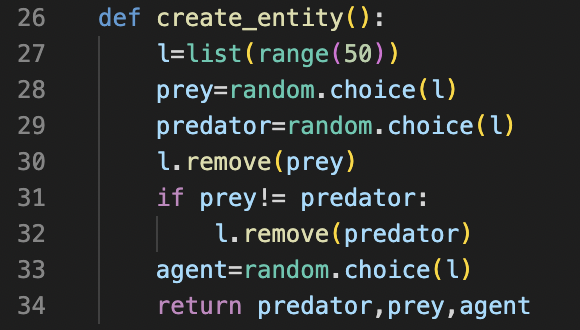 26 def create_entity():
27     l=list(range(50))
28     prey=random.choice(l)
29     predator=random.choice(l)
30     l.remove(prey)
31     if prey!= predator:
32         l.remove(predator)
33     agent=random.choice(l)
34     return predator,prey,agent